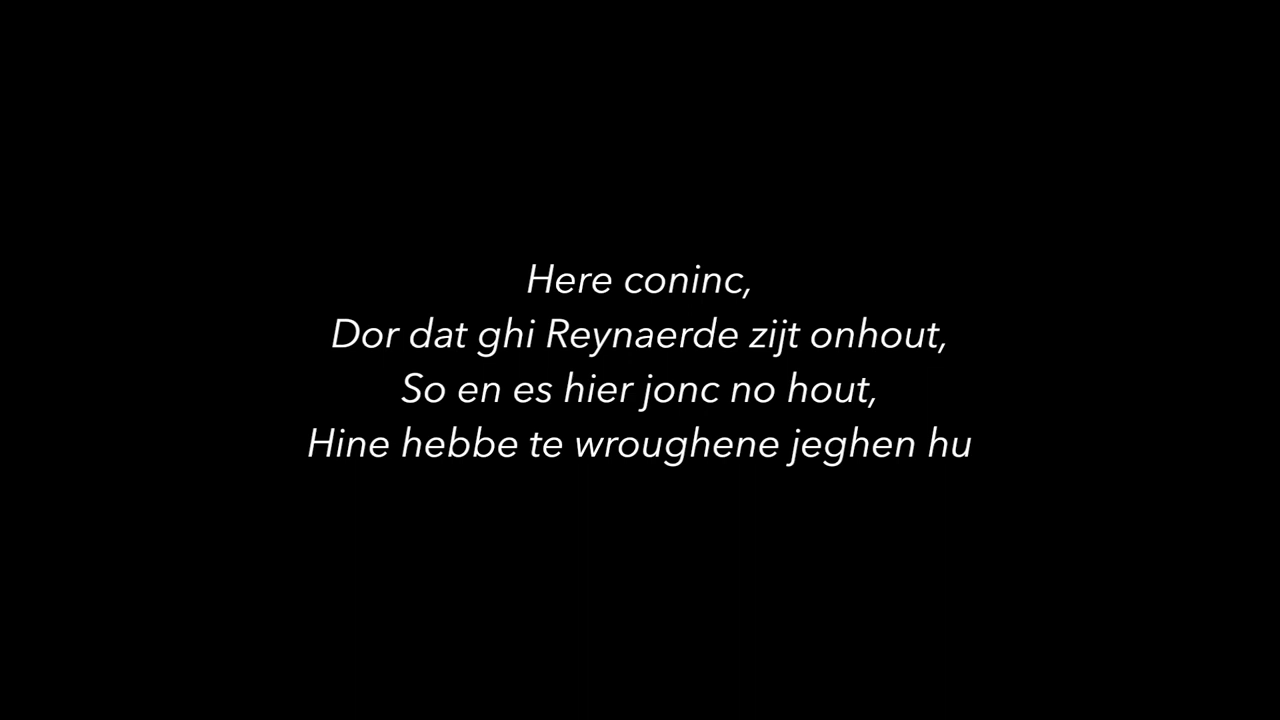 Here coninc,
Dor dat ghi Reynaerde zijt onhout,
So en es hier jonc no hout,
Hine hebbe te wroughene jeghen hu